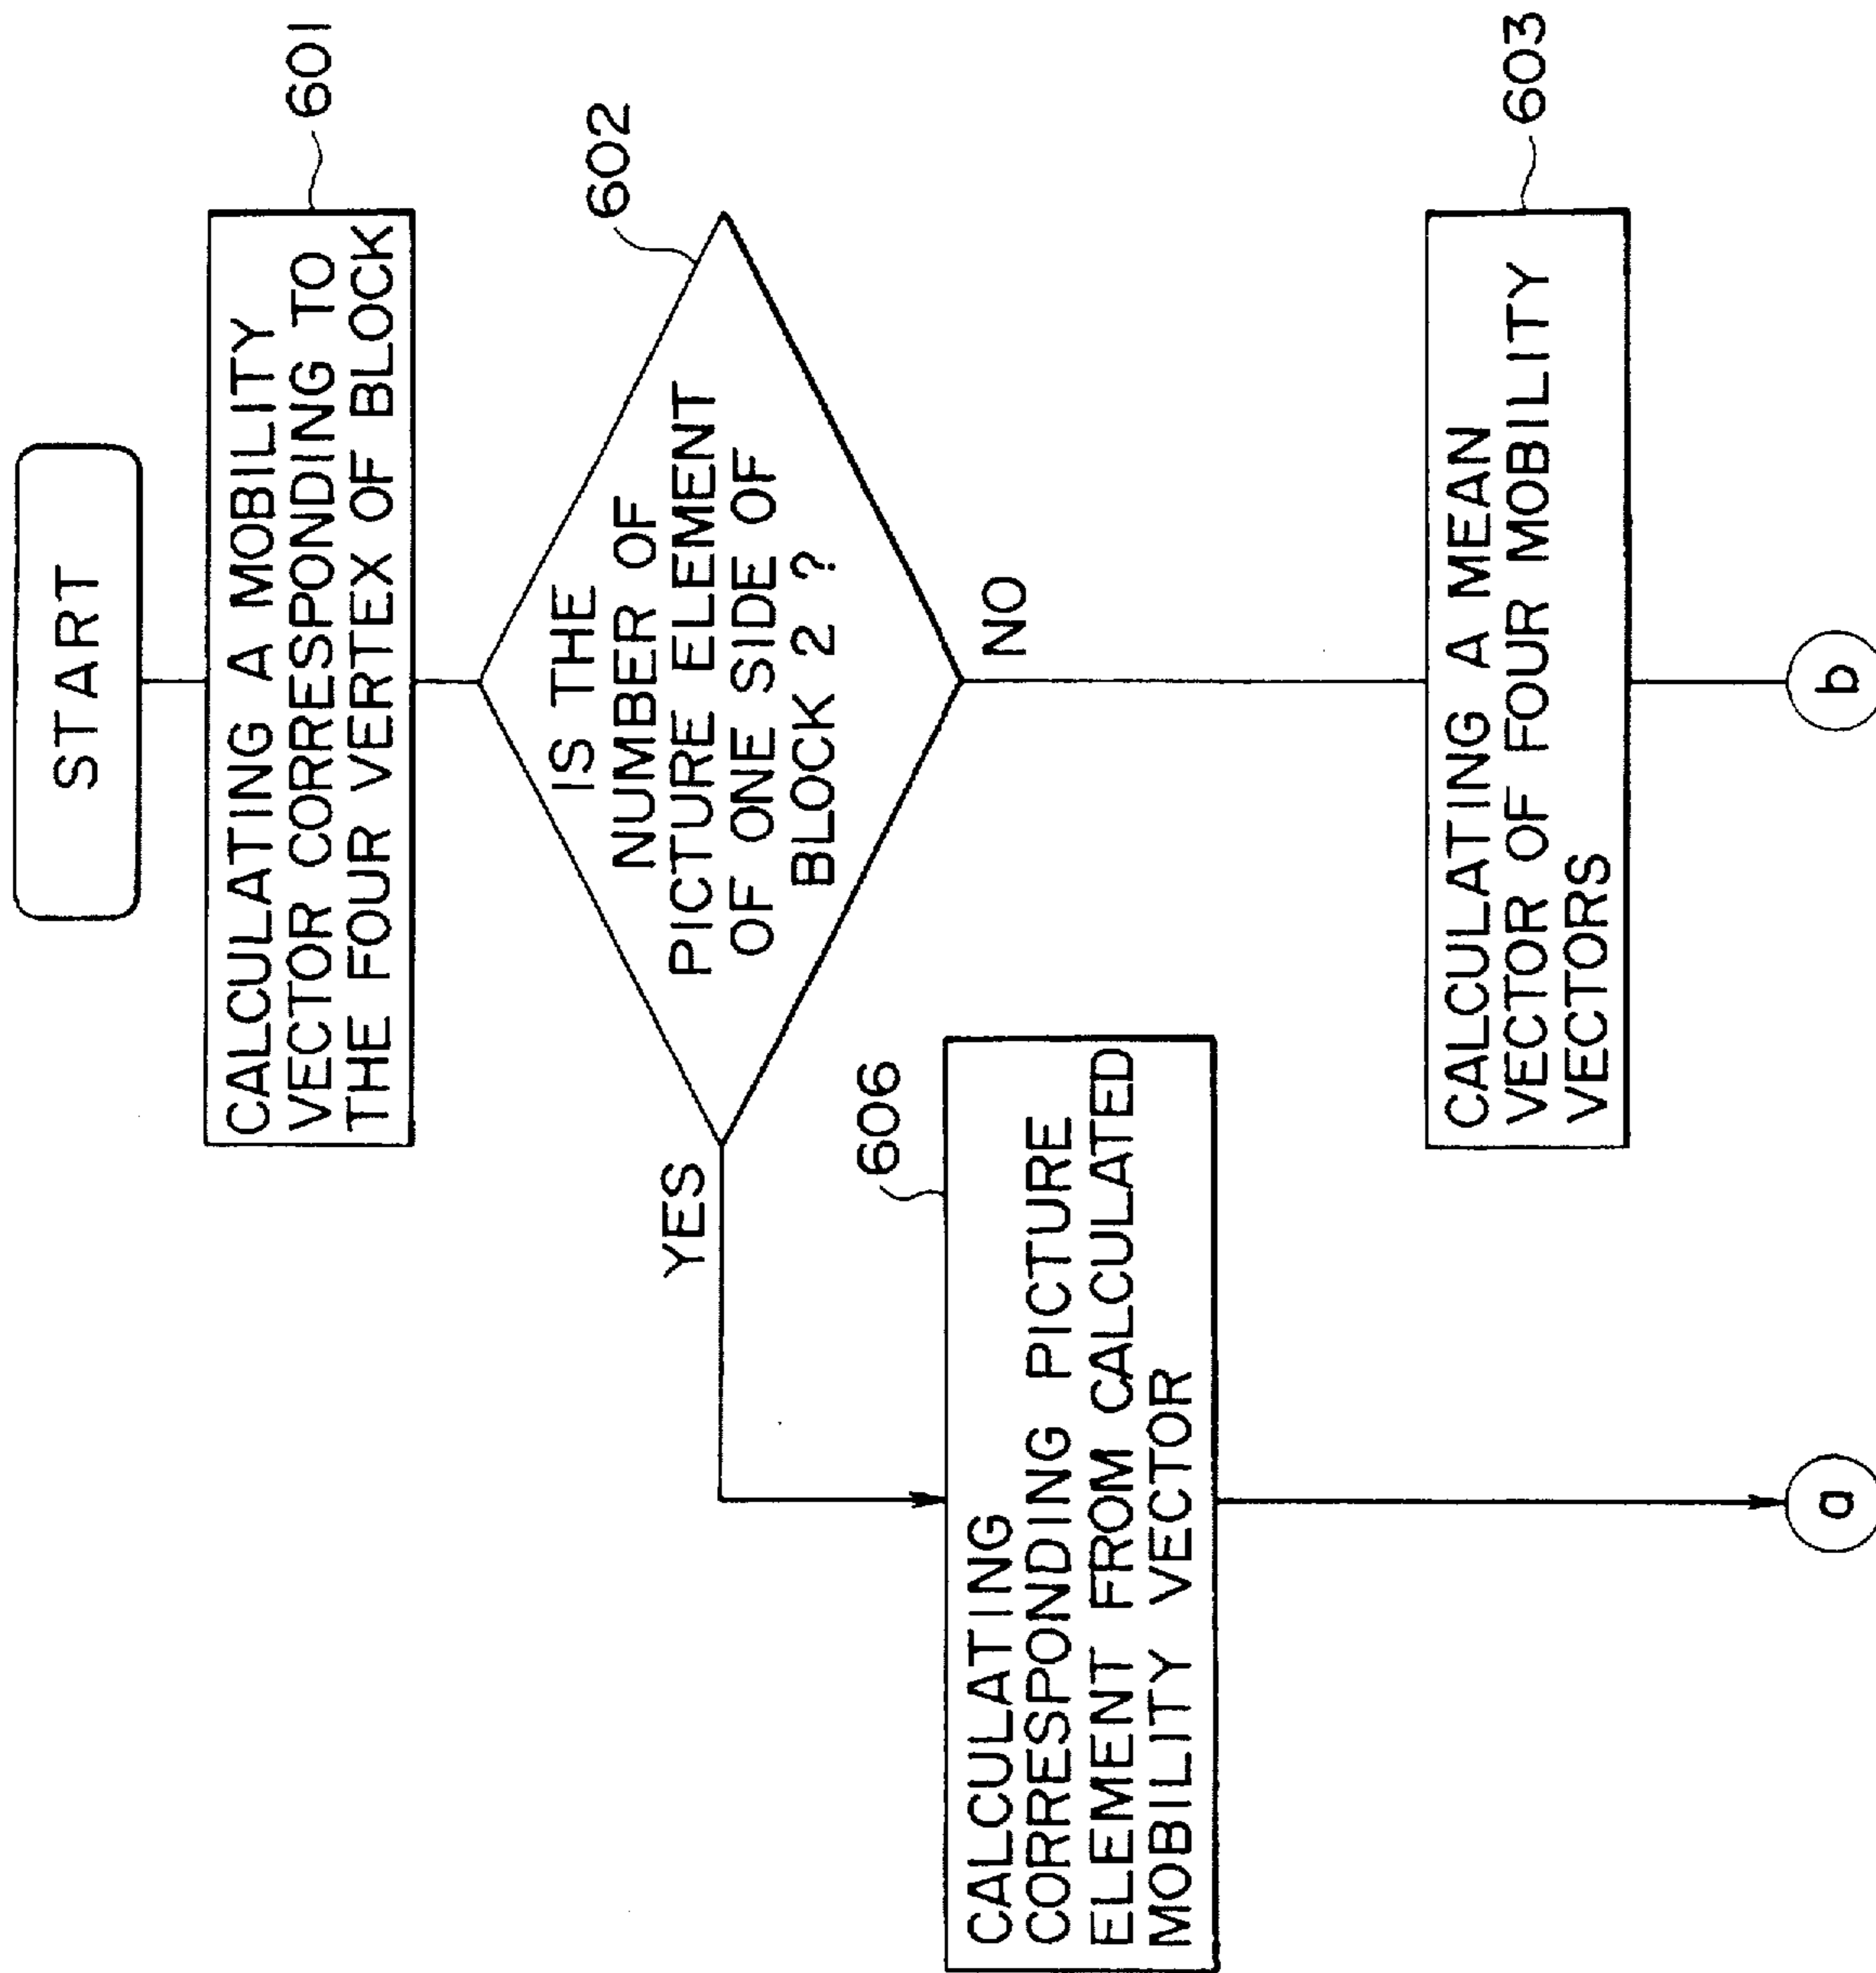 START
CALCULATING A MOBILITY
VECTOR CORRESPONDING TO
THE FOUR VERTEX OF BLOCK
601
IS THE
NUMBER OF
PICTURE ELEMENT
OF ONE SIDE OF
BLOCK 2 ?
602
YES
NO
CALCULATING
CORRESPONDING PICTURE
ELEMENT FROM CALCULATED
MOBILITY VECTOR
606
CALCULATING A MEAN
VECTOR OF FOUR MOBILITY
VECTORS
603
a
b